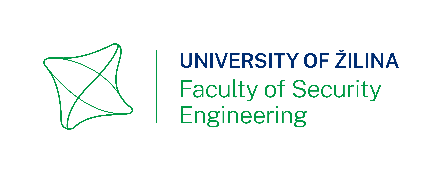 UNIVERSITY OF ŽILINA
Faculty of Security
Engineering